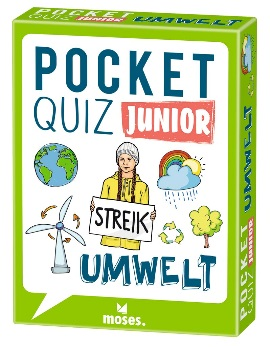 POCKET
QUIZ JUNIOR
STREIK
UMWELT
moses.
POCKET
QUIZ JUNIOR
UMWELT